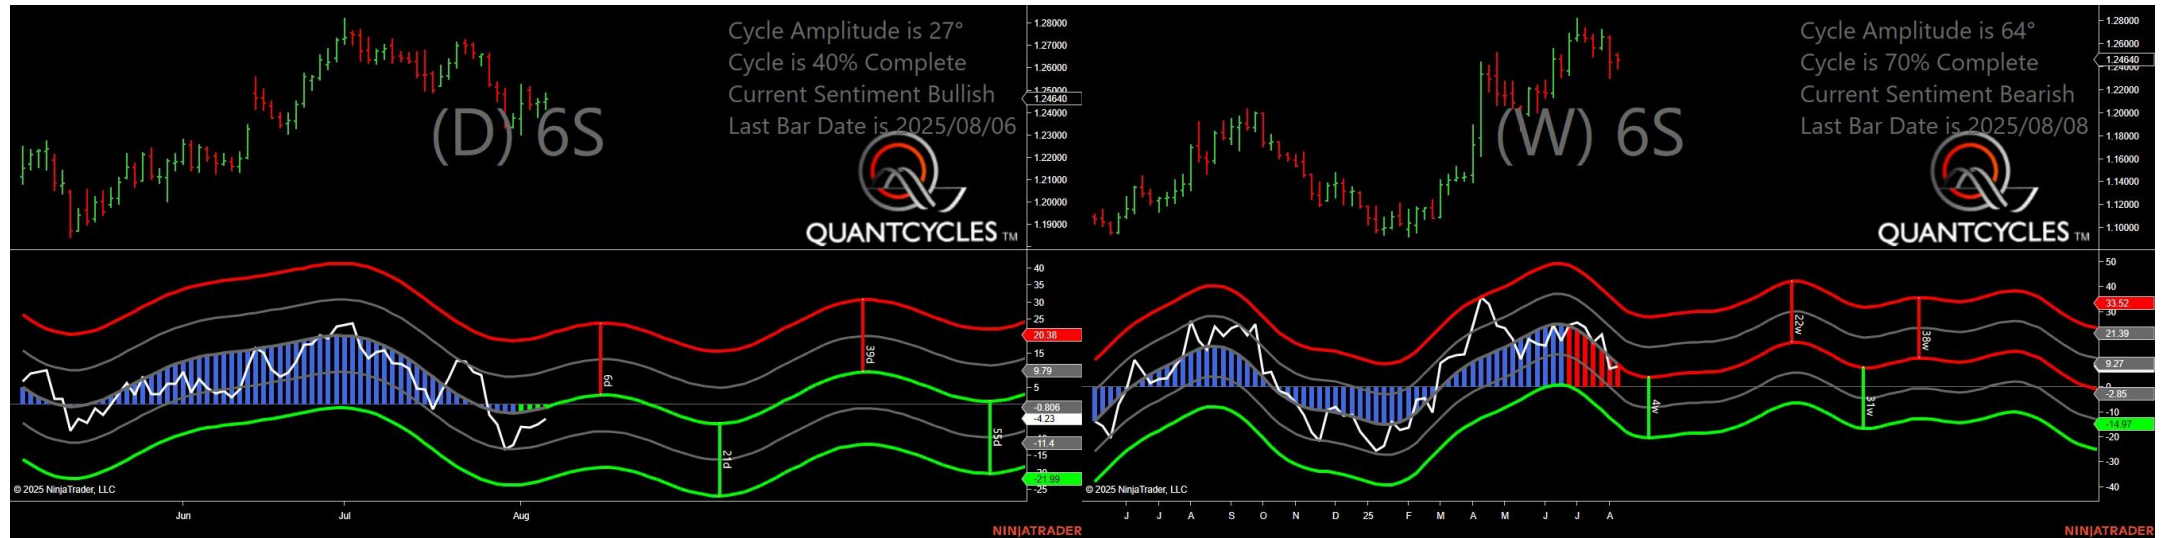 Cycle Amplitude is 27°
Cycle is 40% Complete
Current Sentiment Bullish
Last Bar Date is 2025/08/06
(D) 6S
QUANTCYCLES TM
1.28000
1.27000
1.26000
1.25000
1.24640
1.24000
1.23000
1.22000
1.21000
1.20000
1.19000
40
35
30
25
20.38
15
9.79
5
-0.806
-4.23
-11.4
-15
-21.99
-25
6d
21d
39d
55d
© 2025 NinjaTrader, LLC
Jun Jul Aug
NINJATRADER
Cycle Amplitude is 64°
Cycle is 70% Complete
Current Sentiment Bearish
Last Bar Date is 2025/08/08
(W) 6S
QUANTCYCLES TM
1.28000
1.26000
1.24640
1.22000
1.20000
1.18000
1.16000
1.14000
1.12000
1.10000
50
40
33.52
30
21.39
9.27
0
-2.85
-10
-14.97
-20
-30
-40
4w
22w
31w
38w
© 2025 NinjaTrader, LLC
J J A S O N D 25 F M A M J J A
NINJATRADER